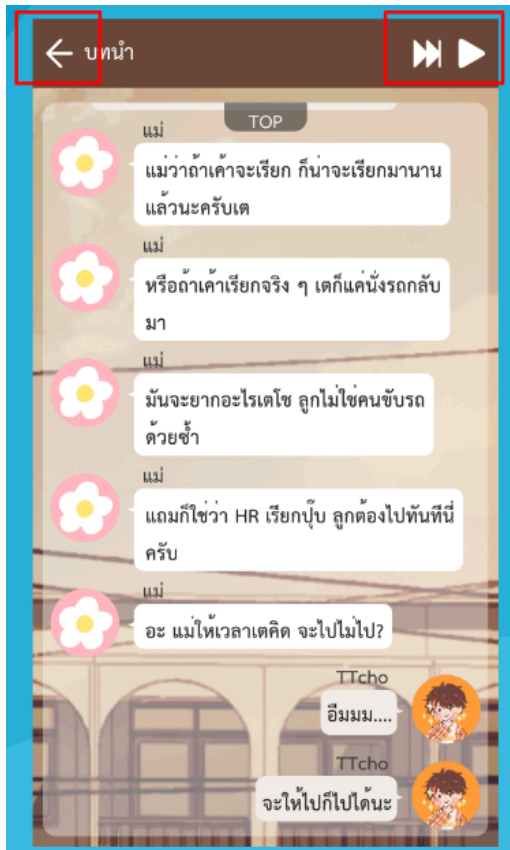 บทนำ
TOP
แม่
แม่ว่าถ้าเค้าจะเรียก ก็น่าจะเรียกมานาน
แล้วนะครับเต
แม่
หรือถ้าเค้าเรียกจริง ๆ เตก็แค่นั่งรถกลับ
มา
แม่
มันจะยากอะไรเตโช ลูกไม่ใช่คนขับรถ
ด้วยซ้ำ
แม่
แถมก็ใช่ว่า HR เรียกปุ๊บ ลูกต้องไปทันทีนี่
ครับ
แม่
อะ แม่ให้เวลาเตคิด จะไปไม่ไป?
TTcho
อืมมม....
TTcho
จะให้ไปก็ไปได้นะ